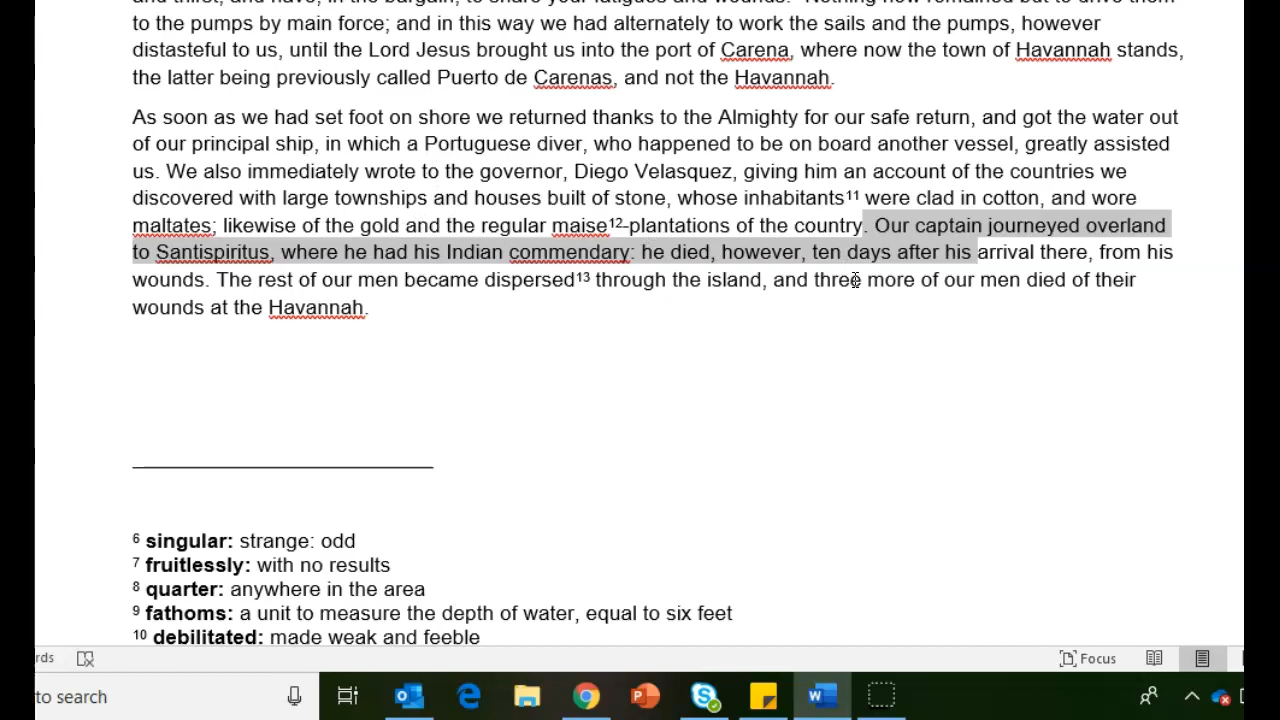 to the pumps by main force; and in this way we had alternately to work the sails and the pumps, however
distasteful to us, until the Lord Jesus brought us into the port of Carena, where now the town of Havannah stands,
the latter being previously called Puerto de Carenas, and not the Havannah.
As soon as we had set foot on shore we returned thanks to the Almighty for our safe return, and got the water out
of our principal ship, in which a Portuguese diver, who happened to be on board another vessel, greatly assisted
us. We also immediately wrote to the governor, Diego Velasquez, giving him an account of the countries we
discovered with large townships and houses built of stone, whose inhabitants¹¹ were clad in cotton, and wore
maltates; likewise of the gold and the regular maise¹²-plantations of the country. Our captain journeyed overland
to Santispiritus, where he had his Indian commendary: he died, however, ten days after his arrival there, from his
wounds. The rest of our men became dispersed¹³ through the island, and three more of our men died of their
wounds at the Havannah.
⁶ singular: strange: odd
⁷ fruitlessly: with no results
⁸ quarter: anywhere in the area
⁹ fathoms: a unit to measure the depth of water, equal to six feet
¹⁰ debilitated: made weak and feeble
rds Focus
to search